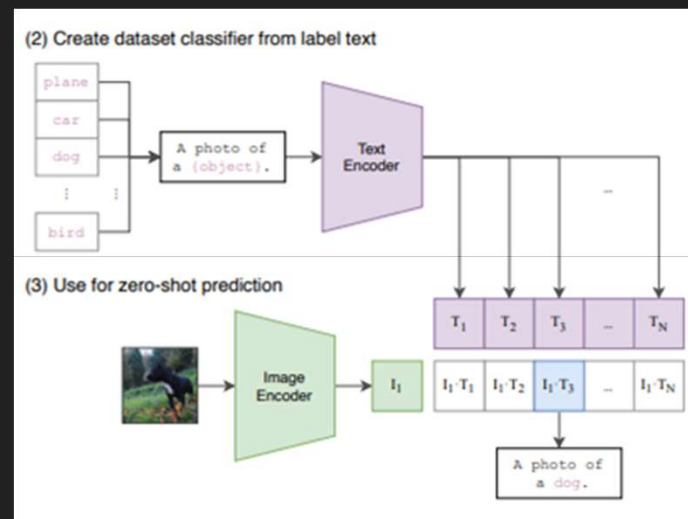 (2) Create dataset classifier from label text
plane
car
dog
⋮ ⋮
bird
A photo of
a {object}.
Text
Encoder
...
(3) Use for zero-shot prediction
Image
Encoder
I₁
T₁ T₂ T₃ ... T_N
I₁·T₁ I₁·T₂ I₁·T₃ ... I₁·T_N
A photo of
a dog.